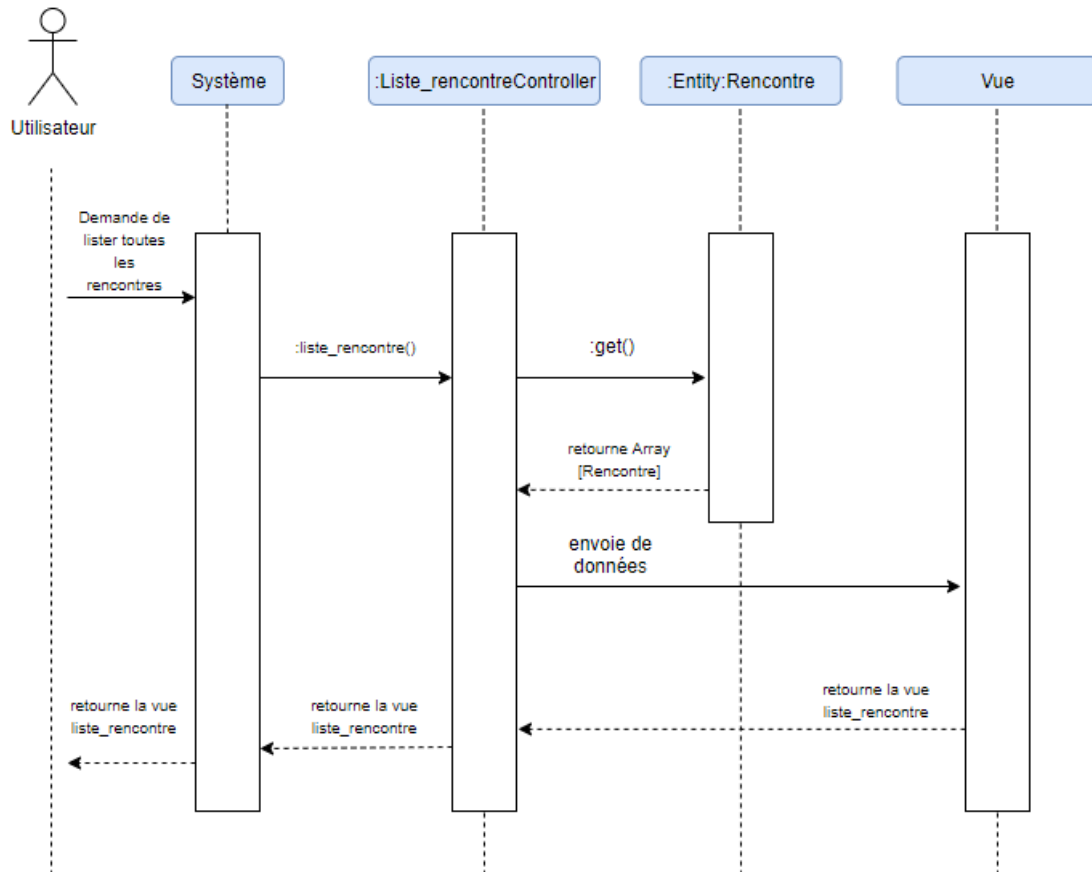 Système
:Liste_rencontreController
:Entity:Rencontre
Vue
Utilisateur
Demande de
lister toutes
les
rencontres
:liste_rencontre()
:get()
retourne Array
[Rencontre]
envoie de
données
retourne la vue
liste_rencontre
retourne la vue
liste_rencontre
retourne la vue
liste_rencontre